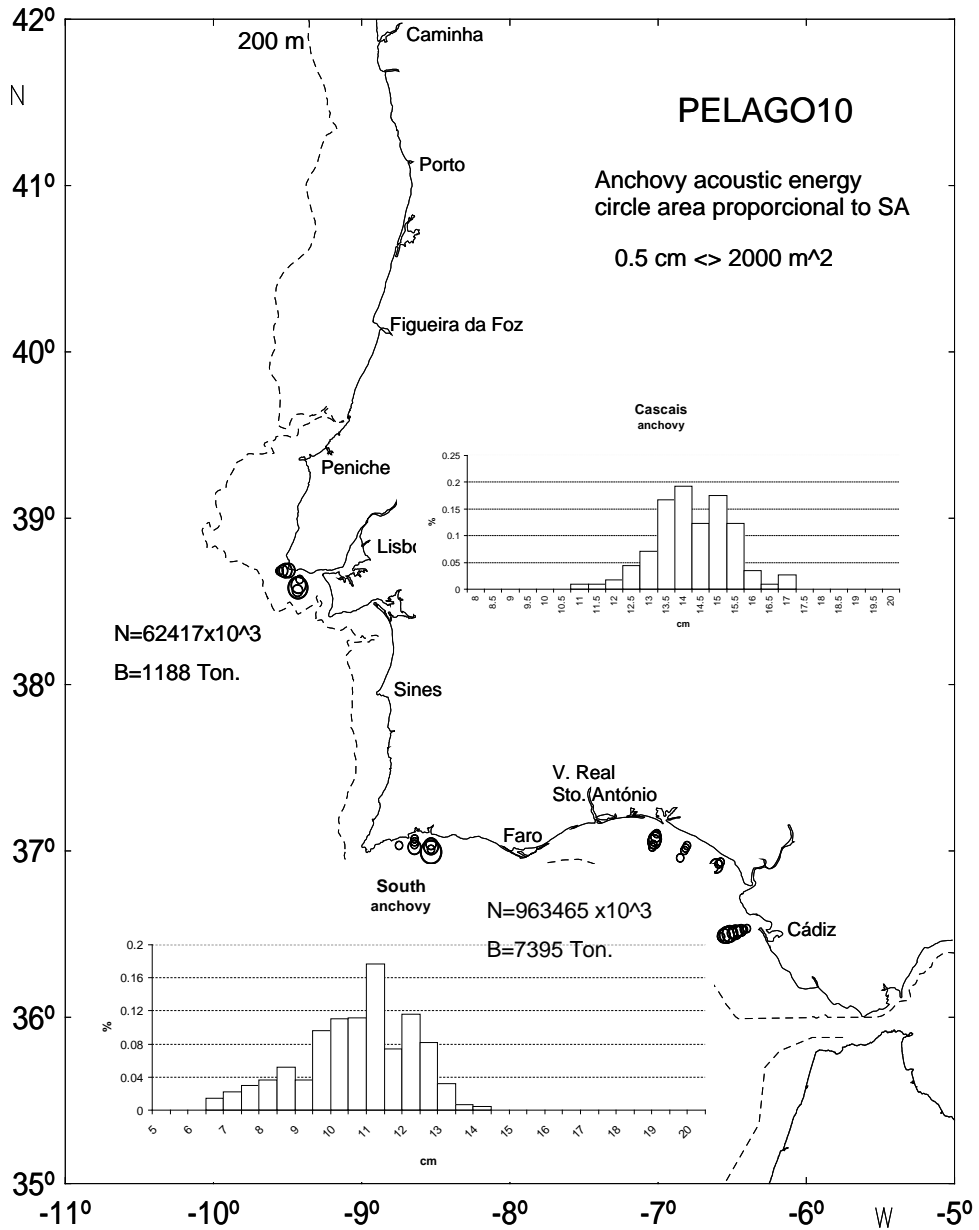 42º
200 m
Caminha
N
PELAGO10
41º
Porto
Anchovy acoustic energy
circle area proporcional to SA
0.5 cm <> 2000 m^2
40º
Figueira da Foz
Cascais
anchovy
Peniche
0.25
0.2
0.15
0.1
0.05
0
%
8 8.5 9 9.5 10 10.5 11 11.5 12 12.5 13 13.5 14 14.5 15 15.5 16 16.5 17 17.5 18 18.5 19 19.5 20
cm
39º
Lisbo
N=62417x10^3
B=1188 Ton.
38º
Sines
V. Real
Sto. António
37º
Faro
South
anchovy
N=963465 x10^3
B=7395 Ton.
Cádiz
0.2
0.16
0.12
0.08
0.04
0
%
5 6 7 8 9 10 11 12 13 14 15 16 17 18 19 20
cm
36º
35º
-11º -10º -9º -8º -7º -6º W -5º